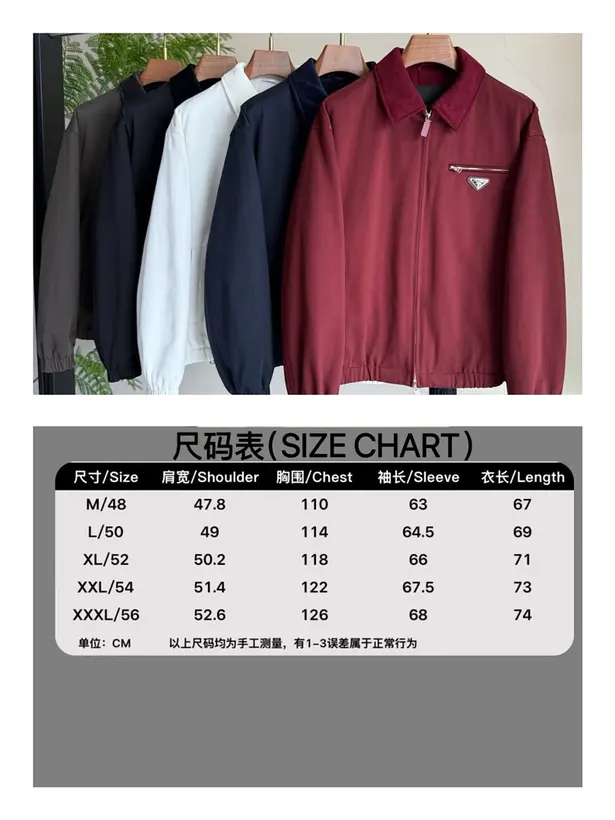 尺码表(SIZE CHART)
尺寸/Size 肩宽/Shoulder 胸围/Chest 袖长/Sleeve 衣长/Length
M/48 47.8 110 63 67
L/50 49 114 64.5 69
XL/52 50.2 118 66 71
XXL/54 51.4 122 67.5 73
XXXL/56 52.6 126 68 74
单位：CM 以上尺码均为手工测量，有1-3误差属于正常行为